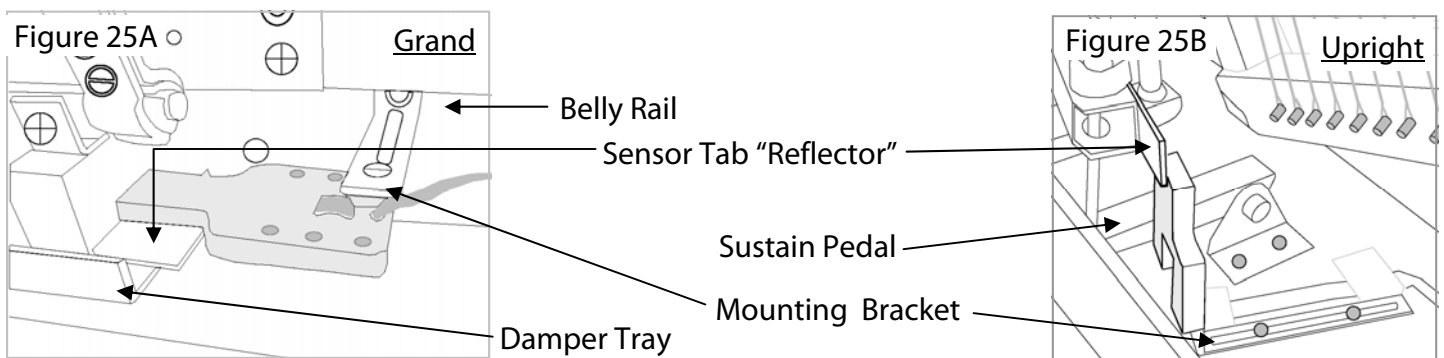 Figure 25A
Grand
Figure 25B
Upright
Belly Rail
Sensor Tab “Reflector”
Sustain Pedal
Mounting Bracket
Damper Tray